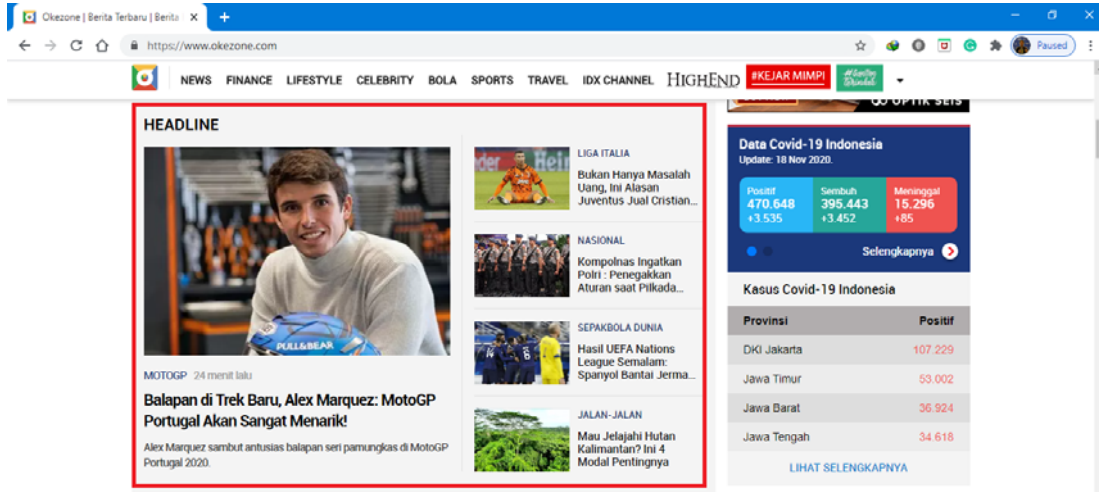 Okezone | Berita Terbaru | Berita
https://www.okezone.com
Paused
NEWS FINANCE LIFESTYLE CELEBRITY BOLA SPORTS TRAVEL IDX CHANNEL HIGHEND #KEJAR MIMPI
HEADLINE
PULL&BEAR
MOTOGP 24 menit lalu
Balapan di Trek Baru, Alex Marquez: MotoGP
Portugal Akan Sangat Menarik!
Alex Marquez sambut antusias balapan seri pamungkas di MotoGP
Portugal 2020.
LIGA ITALIA
Bukan Hanya Masalah
Uang, Ini Alasan
Juventus Jual Cristian...
NASIONAL
Kompolnas Ingatkan
Polri : Penegakkan
Aturan saat Pilkada...
SEPAKBOLA DUNIA
Hasil UEFA Nations
League Semalam:
Spanyol Bantai Jerma...
JALAN-JALAN
Mau Jelajahi Hutan
Kalimantan? Ini 4
Modal Pentingnya
OPTIK SEIS
Data Covid-19 Indonesia
Update: 18 Nov 2020.
Positif Sembuh Meninggal
470.648 395.443 15.296
+3.535 +3.452 +85
Selengkapnya
Kasus Covid-19 Indonesia
Provinsi Positif
DKI Jakarta 107.229
Jawa Timur 53.002
Jawa Barat 36.924
Jawa Tengah 34.618
LIHAT SELENGKAPNYA